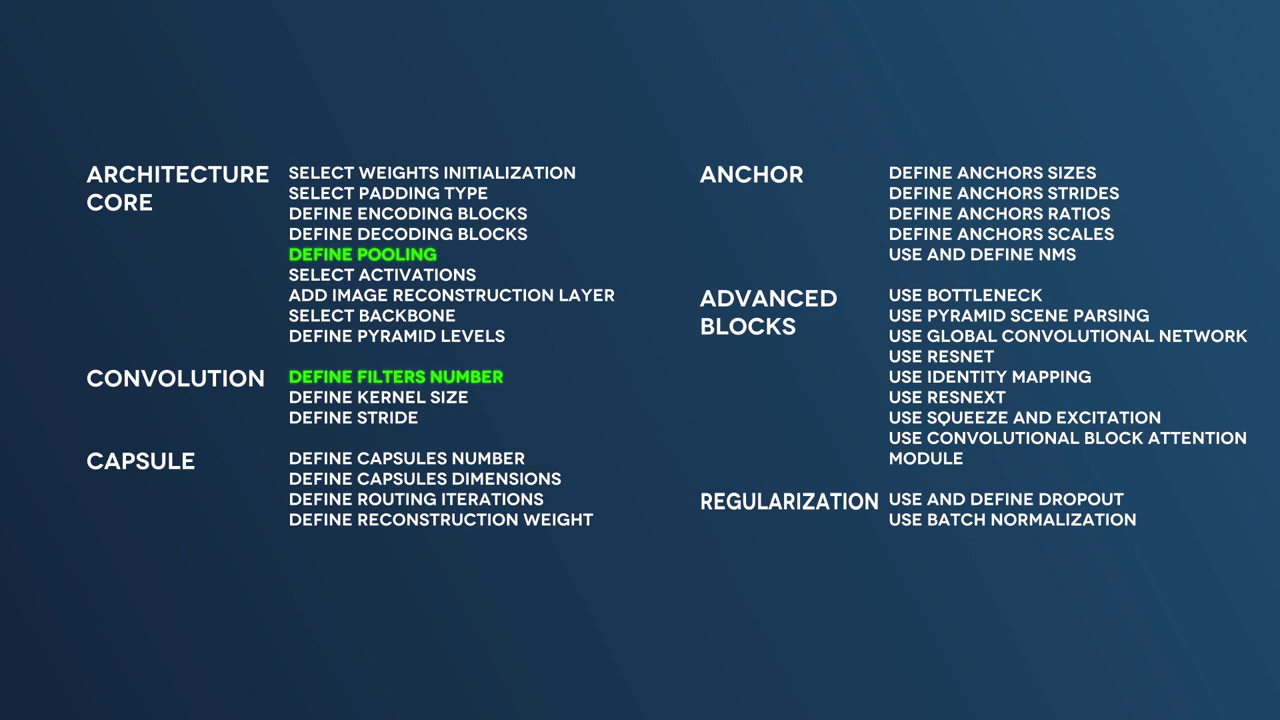 ARCHITECTURE
CORE
SELECT WEIGHTS INITIALIZATION
SELECT PADDING TYPE
DEFINE ENCODING BLOCKS
DEFINE DECODING BLOCKS
DEFINE POOLING
SELECT ACTIVATIONS
ADD IMAGE RECONSTRUCTION LAYER
SELECT BACKBONE
DEFINE PYRAMID LEVELS
CONVOLUTION
DEFINE FILTERS NUMBER
DEFINE KERNEL SIZE
DEFINE STRIDE
CAPSULE
DEFINE CAPSULES NUMBER
DEFINE CAPSULES DIMENSIONS
DEFINE ROUTING ITERATIONS
DEFINE RECONSTRUCTION WEIGHT
ANCHOR
DEFINE ANCHORS SIZES
DEFINE ANCHORS STRIDES
DEFINE ANCHORS RATIOS
DEFINE ANCHORS SCALES
USE AND DEFINE NMS
ADVANCED
BLOCKS
USE BOTTLENECK
USE PYRAMID SCENE PARSING
USE GLOBAL CONVOLUTIONAL NETWORK
USE RESNET
USE IDENTITY MAPPING
USE RESNEXT
USE SQUEEZE AND EXCITATION
USE CONVOLUTIONAL BLOCK ATTENTION
MODULE
REGULARIZATION
USE AND DEFINE DROPOUT
USE BATCH NORMALIZATION